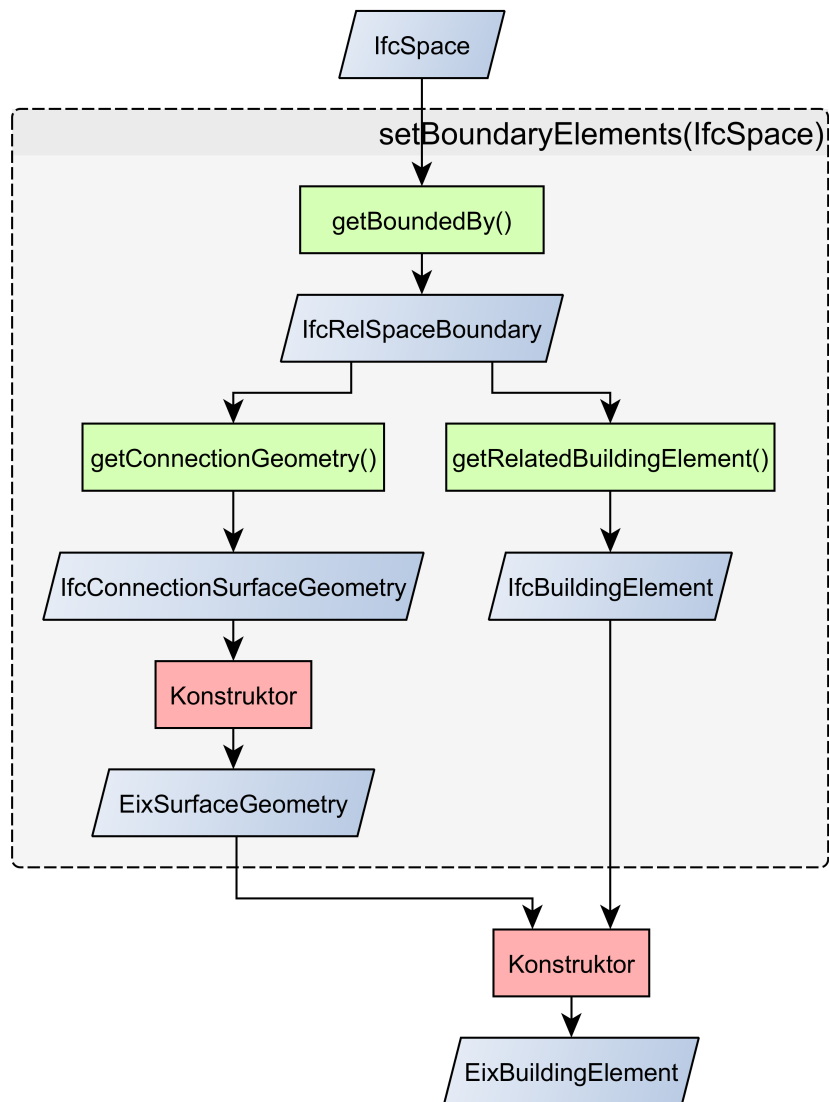 IfcSpace
setBoundaryElements(IfcSpace)
getBoundedBy()
IfcRelSpaceBoundary
getConnectionGeometry()
getRelatedBuildingElement()
IfcConnectionSurfaceGeometry
IfcBuildingElement
Konstruktor
EixSurfaceGeometry
Konstruktor
EixBuildingElement